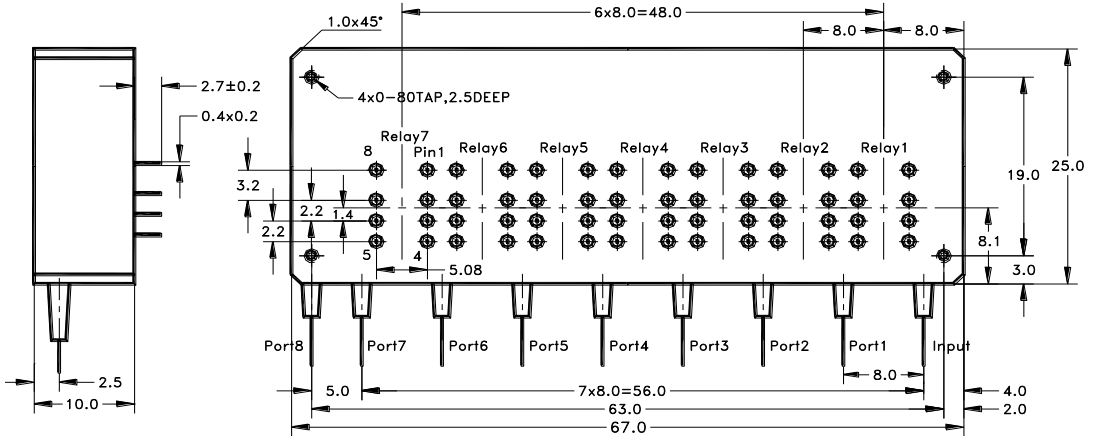 6x8.0=48.0
1.0x45°
8.0
8.0
2.7±0.2
4x0-80TAP,2.5DEEP
0.4x0.2
Relay7
8
Pin1
Relay6
Relay5
Relay4
Relay3
Relay2
Relay1
3.2
19.0
25.0
2.2
1.4
2.2
8.1
5
4
5.08
3.0
Port8
Port7
Port6
Port5
Port4
Port3
Port2
Port1
Input
8.0
2.5
5.0
7x8.0=56.0
4.0
10.0
63.0
2.0
67.0